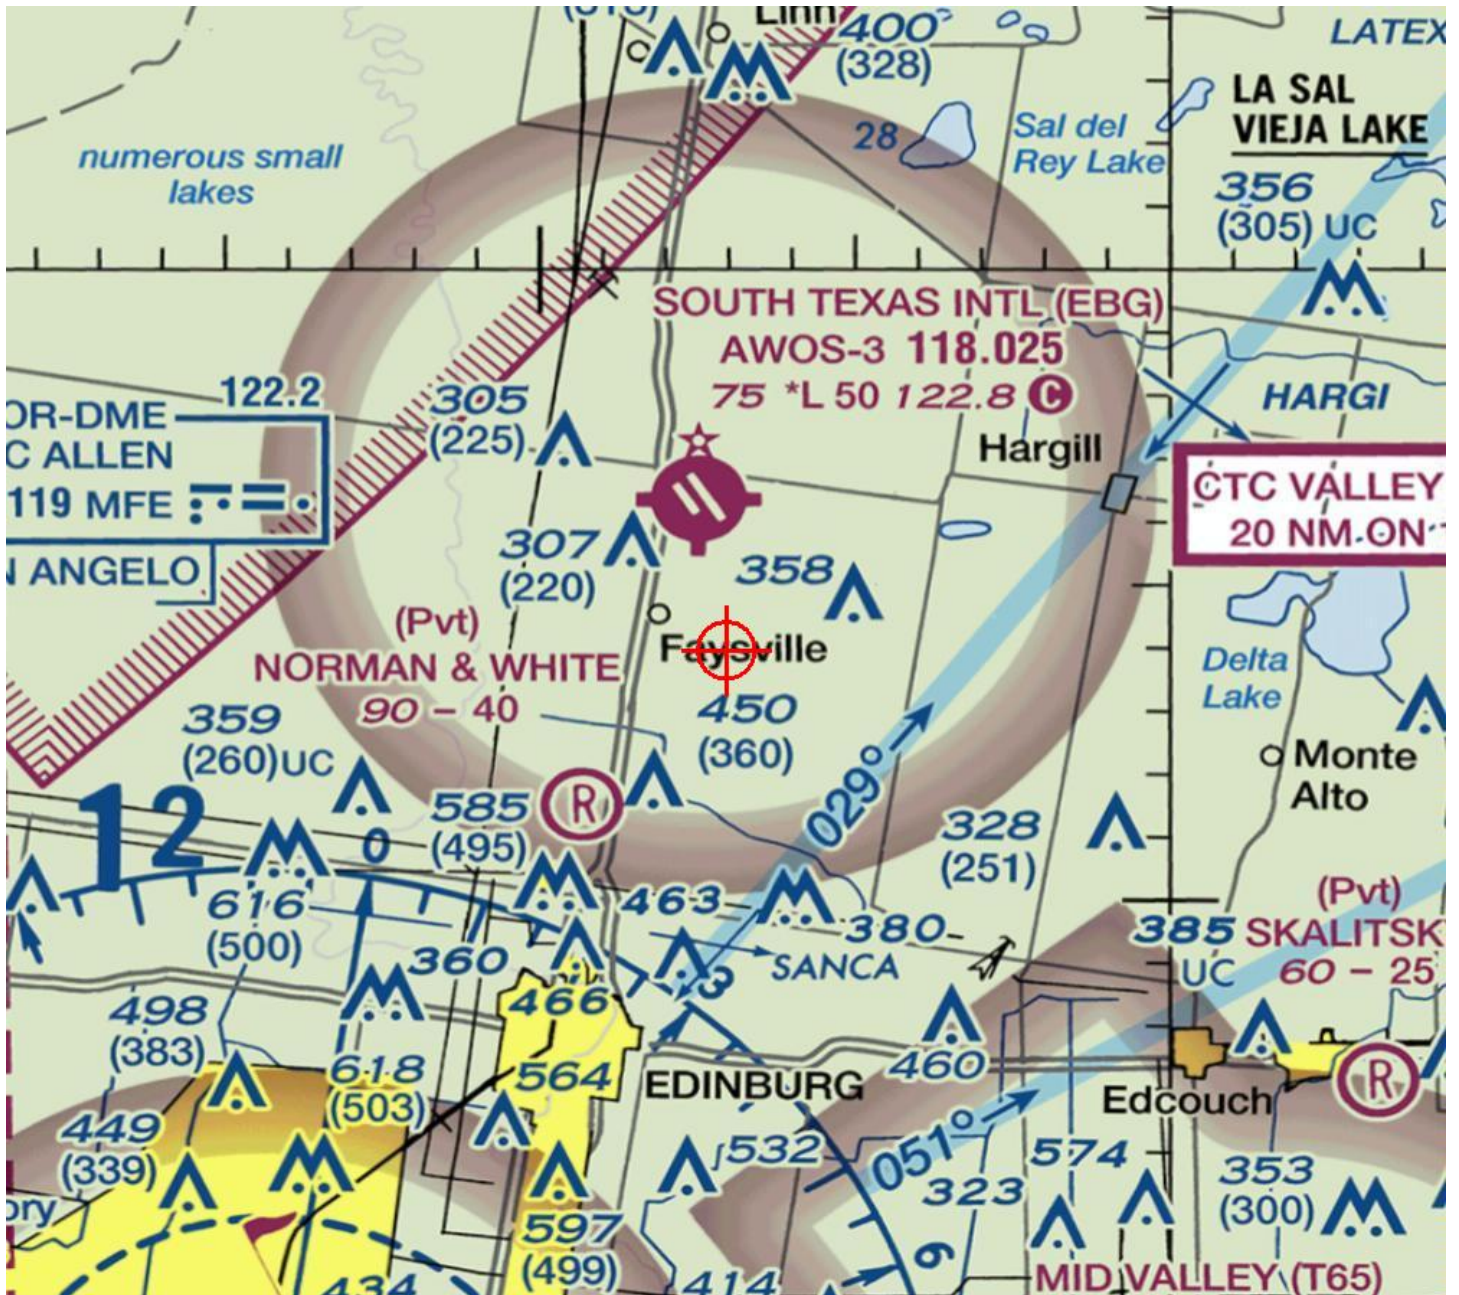 Linn
400
(328)
LATEX
LA SAL
VIEJA LAKE
28
Sal del
Rey Lake
numerous small
lakes
356
(305) UC
SOUTH TEXAS INTL (EBG)
AWOS-3 118.025
75 *L 50 122.8 C
122.2
OR-DME
C ALLEN
119 MFE
N ANGELO
305
(225)
HARGI
Hargill
CTC VALLEY
20 NM ON
307
(220)
358
(Pvt)
NORMAN & WHITE
90 - 40
Faysville
Delta
Lake
359
(260) UC
450
(360)
Monte
Alto
12
0
585
(495)
R
029°
328
(251)
616
(500)
463
380
SANCA
385
UC
(Pvt)
SKALITSK
60 - 25
360
3
466
498
(383)
618
(503)
564
EDINBURG
460
Edcouch
R
449
(339)
532
051°
574
323
353
(300)
ory
597
(499)
6
434
414
MID VALLEY (T65)